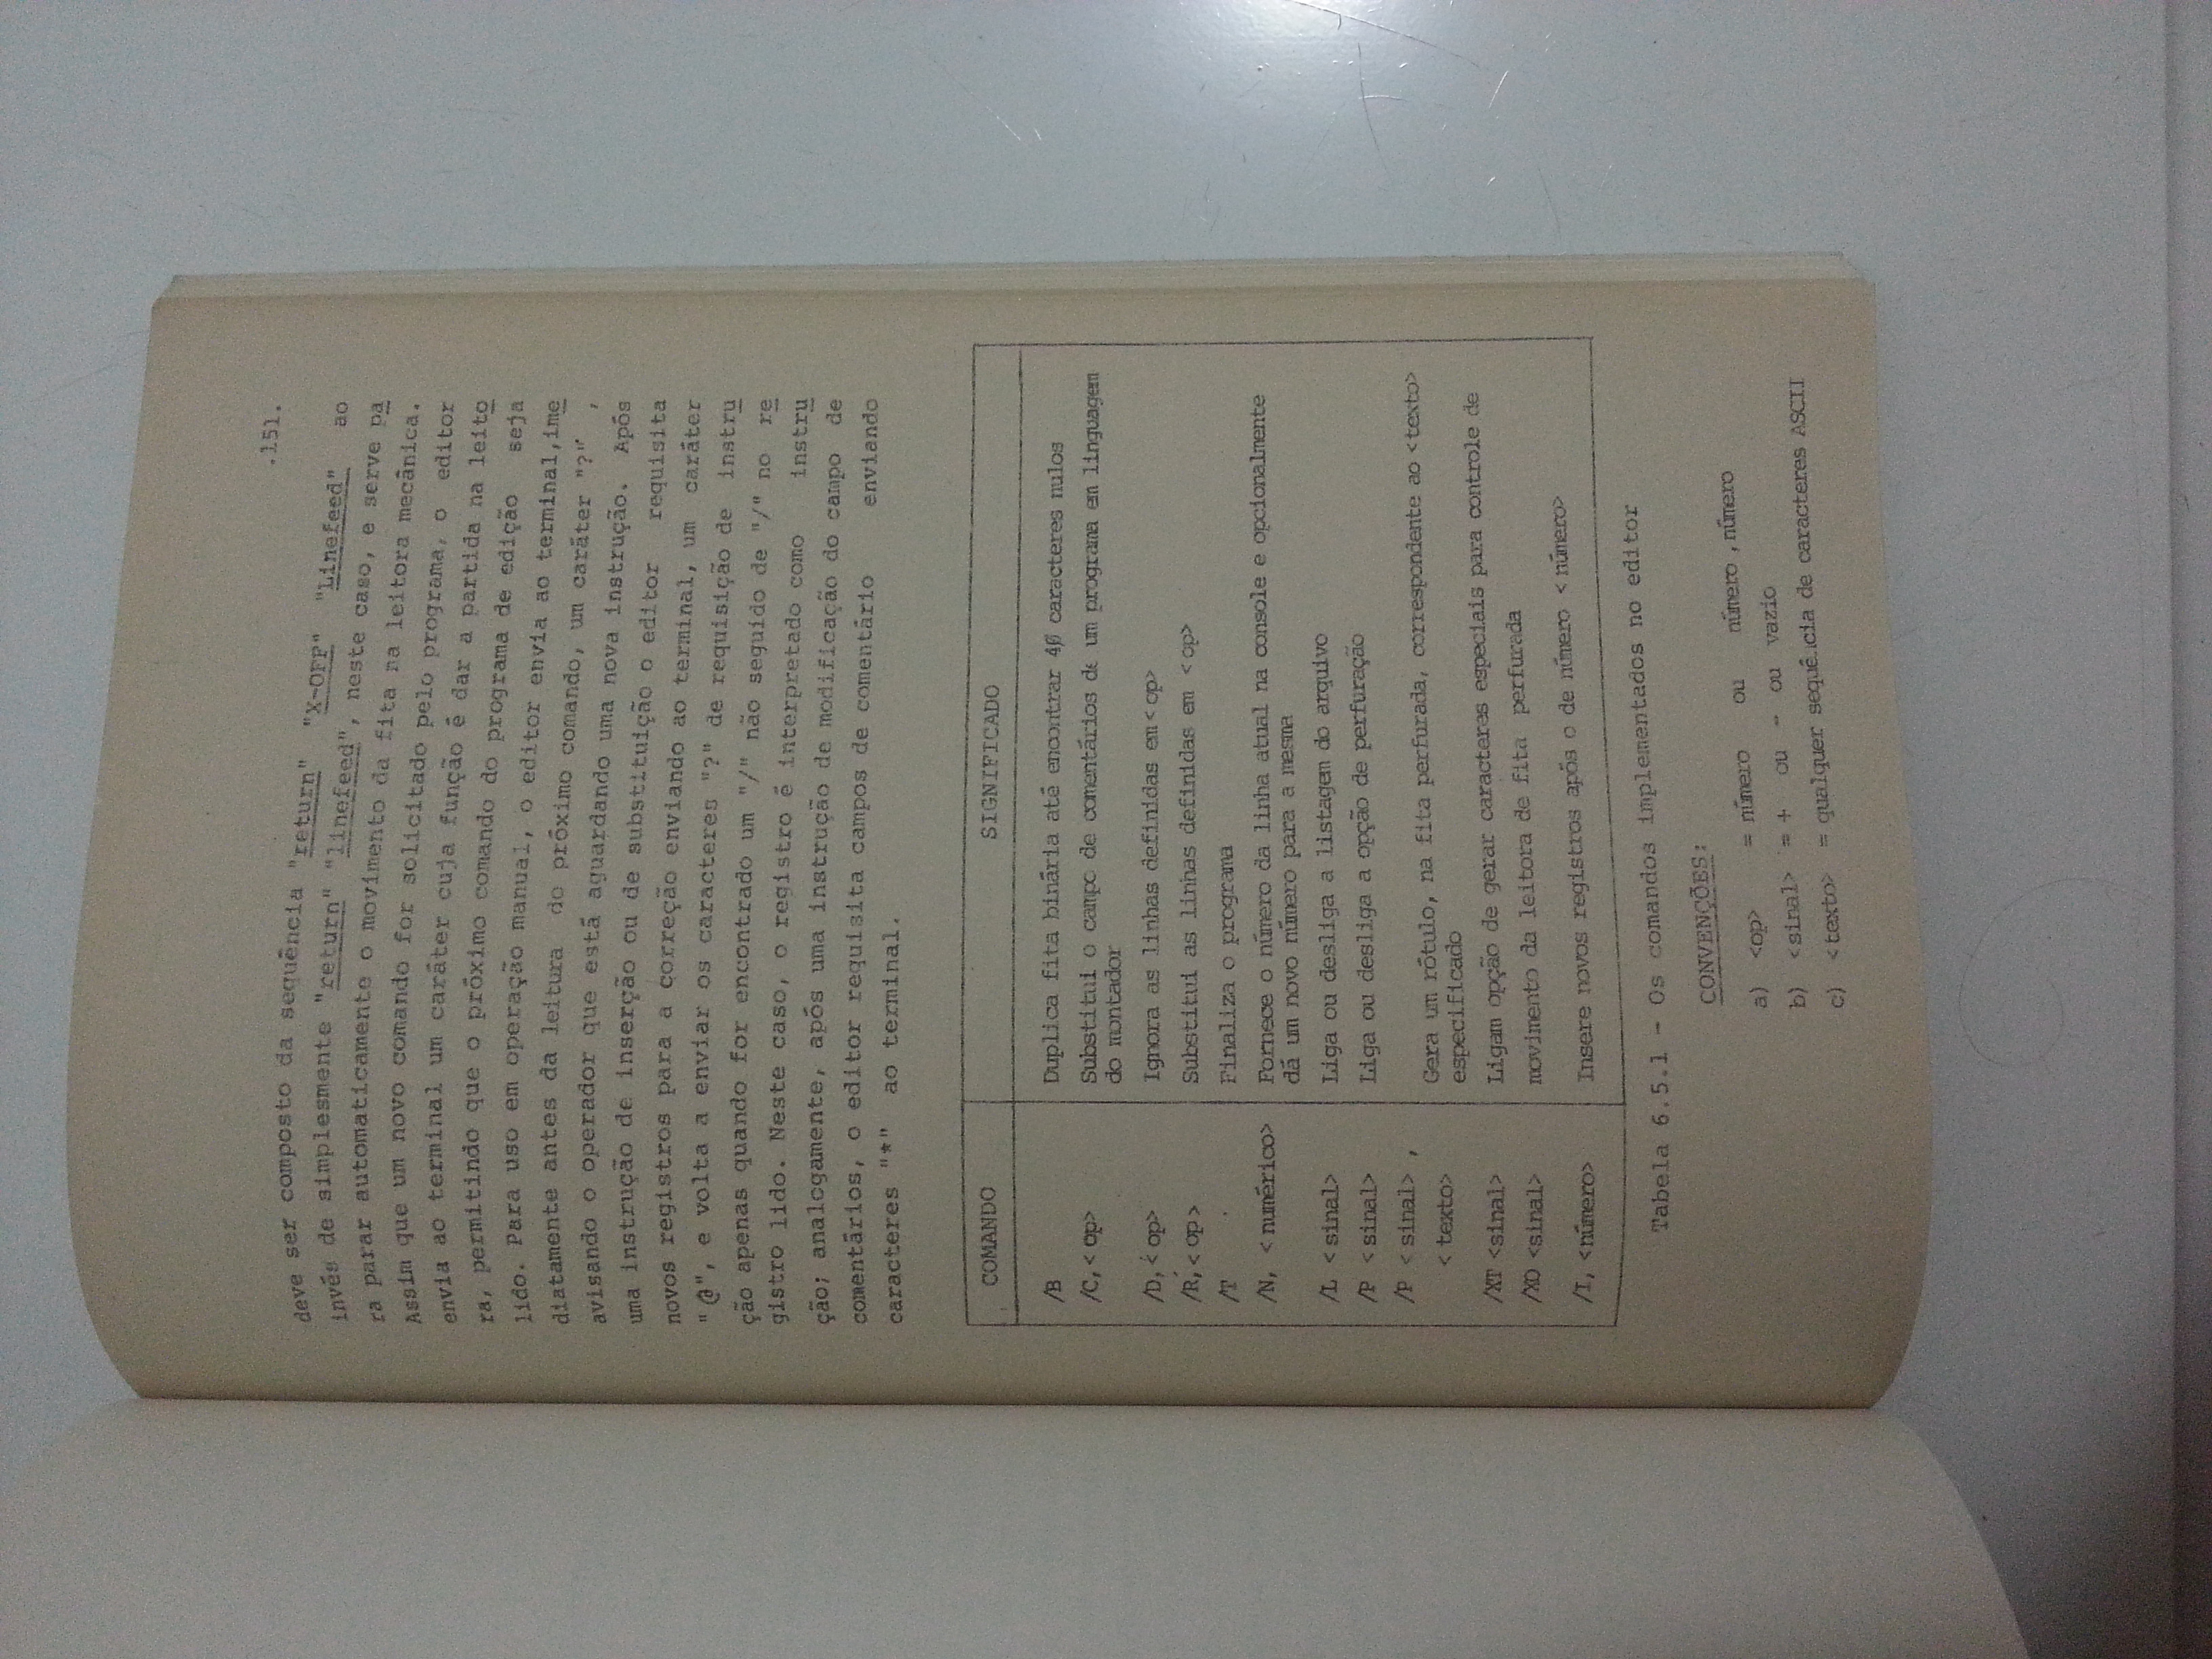 .151.
deve ser composto da sequência "return" "X-OFF" "Linefeed" ao
invés de simplesmente "return" "linefeed", neste caso, e serve pa
ra parar automaticamente o movimento da fita na leitora mecânica.
Assim que um novo comando for solicitado pelo programa, o editor
envia ao terminal um caráter cuja função é dar a partida na leito
ra, permitindo que o próximo comando do programa de edição seja
lido. Para uso em operação manual, o editor envia ao terminal,ime
diatamente antes da leitura do próximo comando, um caráter "?" ,
avisando o operador que está aguardando uma nova instrução. Após
uma instrução de inserção ou de substituição o editor requisita
novos registros para a correção enviando ao terminal, um caráter
"@", e volta a enviar os caracteres "?" de requisição de instru
ção apenas quando for encontrado um "/" não seguido de "/" no re
gistro lido. Neste caso, o registro é interpretado como instru
ção; analogamente, após uma instrução de modificação do campo de
comentários, o editor requisita campos de comentário enviando
caracteres "*" ao terminal.
COMANDO SIGNIFICADO
/B Duplica fita binária até encontrar 4Ø caracteres nulos
/C,< op> Substitui o campo de comentários de um programa em linguagem
do montador
/D,< op> Ignora as linhas definidas em< op>
/R,< op > Substitui as linhas definidas em < op>
/T Finaliza o programa
/N, < numérico> Fornece o número da linha atual na console e opcionalmente
dá um novo número para a mesma
/L < sinal> Liga ou desliga a listagem do arquivo
/P < sinal> Liga ou desliga a opção de perfuração
/P < sinal> ,
< texto> Gera um rótulo, na fita perfurada, correspondente ao <texto>
especificado
/XT <sinal> Ligam opção de gerar caracteres especiais para controle de
/XO <sinal> movimento da leitora de fita perfurada
/I, <número> Insere novos registros após o de número < número>
Tabela 6.5.1 - Os comandos implementados no editor
CONVENÇÕES:
a) <op> = número ou número ,número
b) <sinal> = + ou - ou vazio
c) <texto> = qualquer sequência de caracteres ASCII